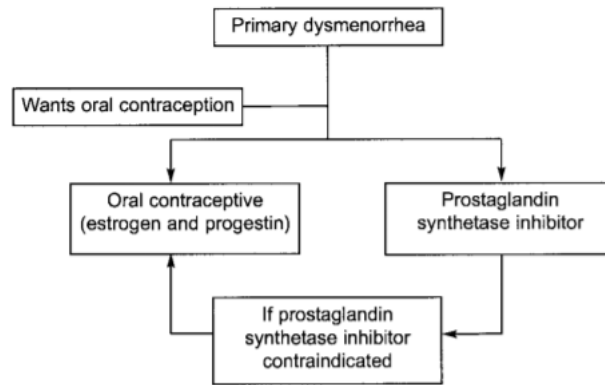 Primary dysmenorrhea
Wants oral contraception
Oral contraceptive
(estrogen and progestin)
Prostaglandin
synthetase inhibitor
If prostaglandin
synthetase inhibitor
contraindicated